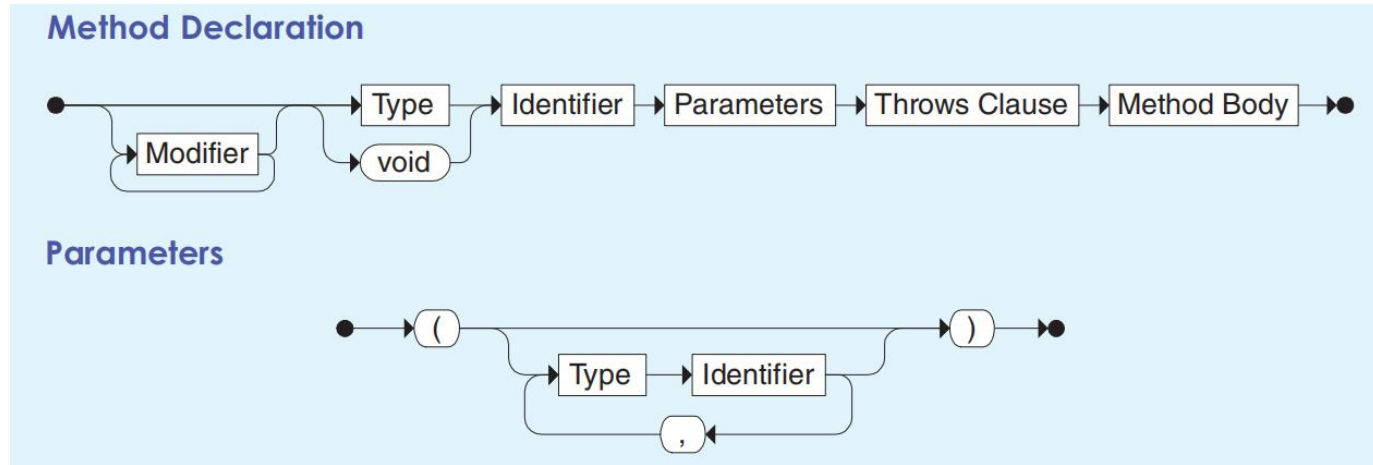 Method Declaration
Type Identifier Parameters Throws Clause Method Body
Modifier void
Parameters
( )
Type Identifier
,